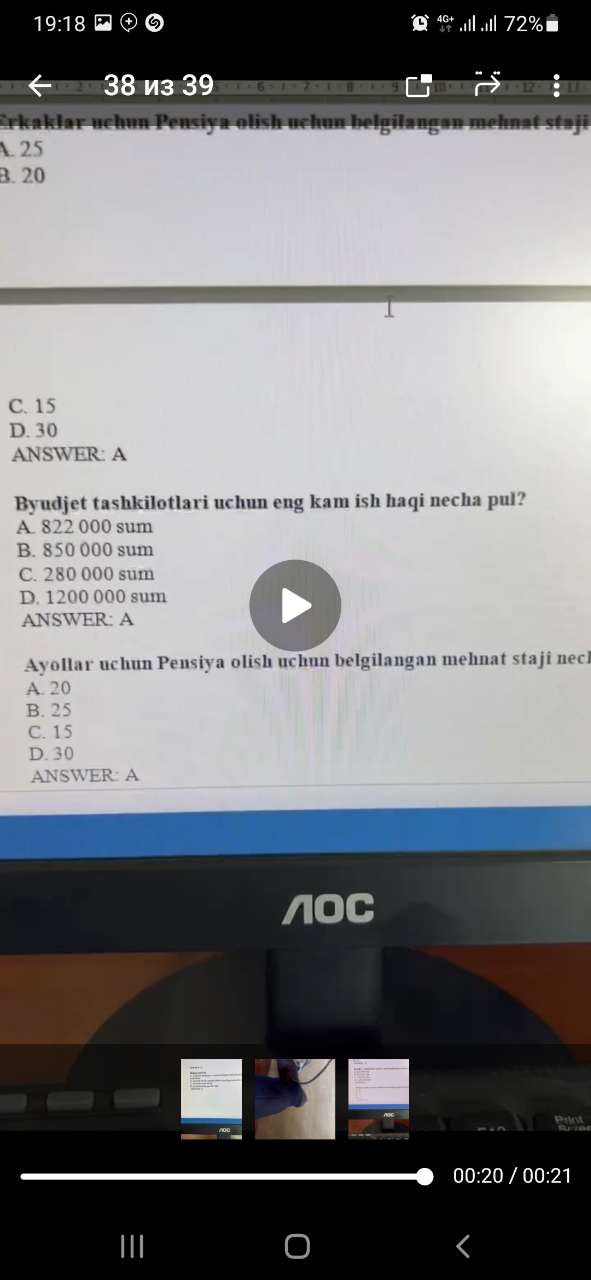 19:18 4G+ 72%
38 из 39
Erkaklar uchun Pensiya olish uchun belgilangan mehnat staji
A. 25
B. 20
C. 15
D. 30
ANSWER: A
Byudjet tashkilotlari uchun eng kam ish haqi necha pul?
A. 822 000 sum
B. 850 000 sum
C. 280 000 sum
D. 1200 000 sum
ANSWER: A
Ayollar uchun Pensiya olish uchun belgilangan mehnat staji
A. 20
B. 25
C. 15
D. 30
ANSWER: A
AOC
Print
00:20 / 00:21